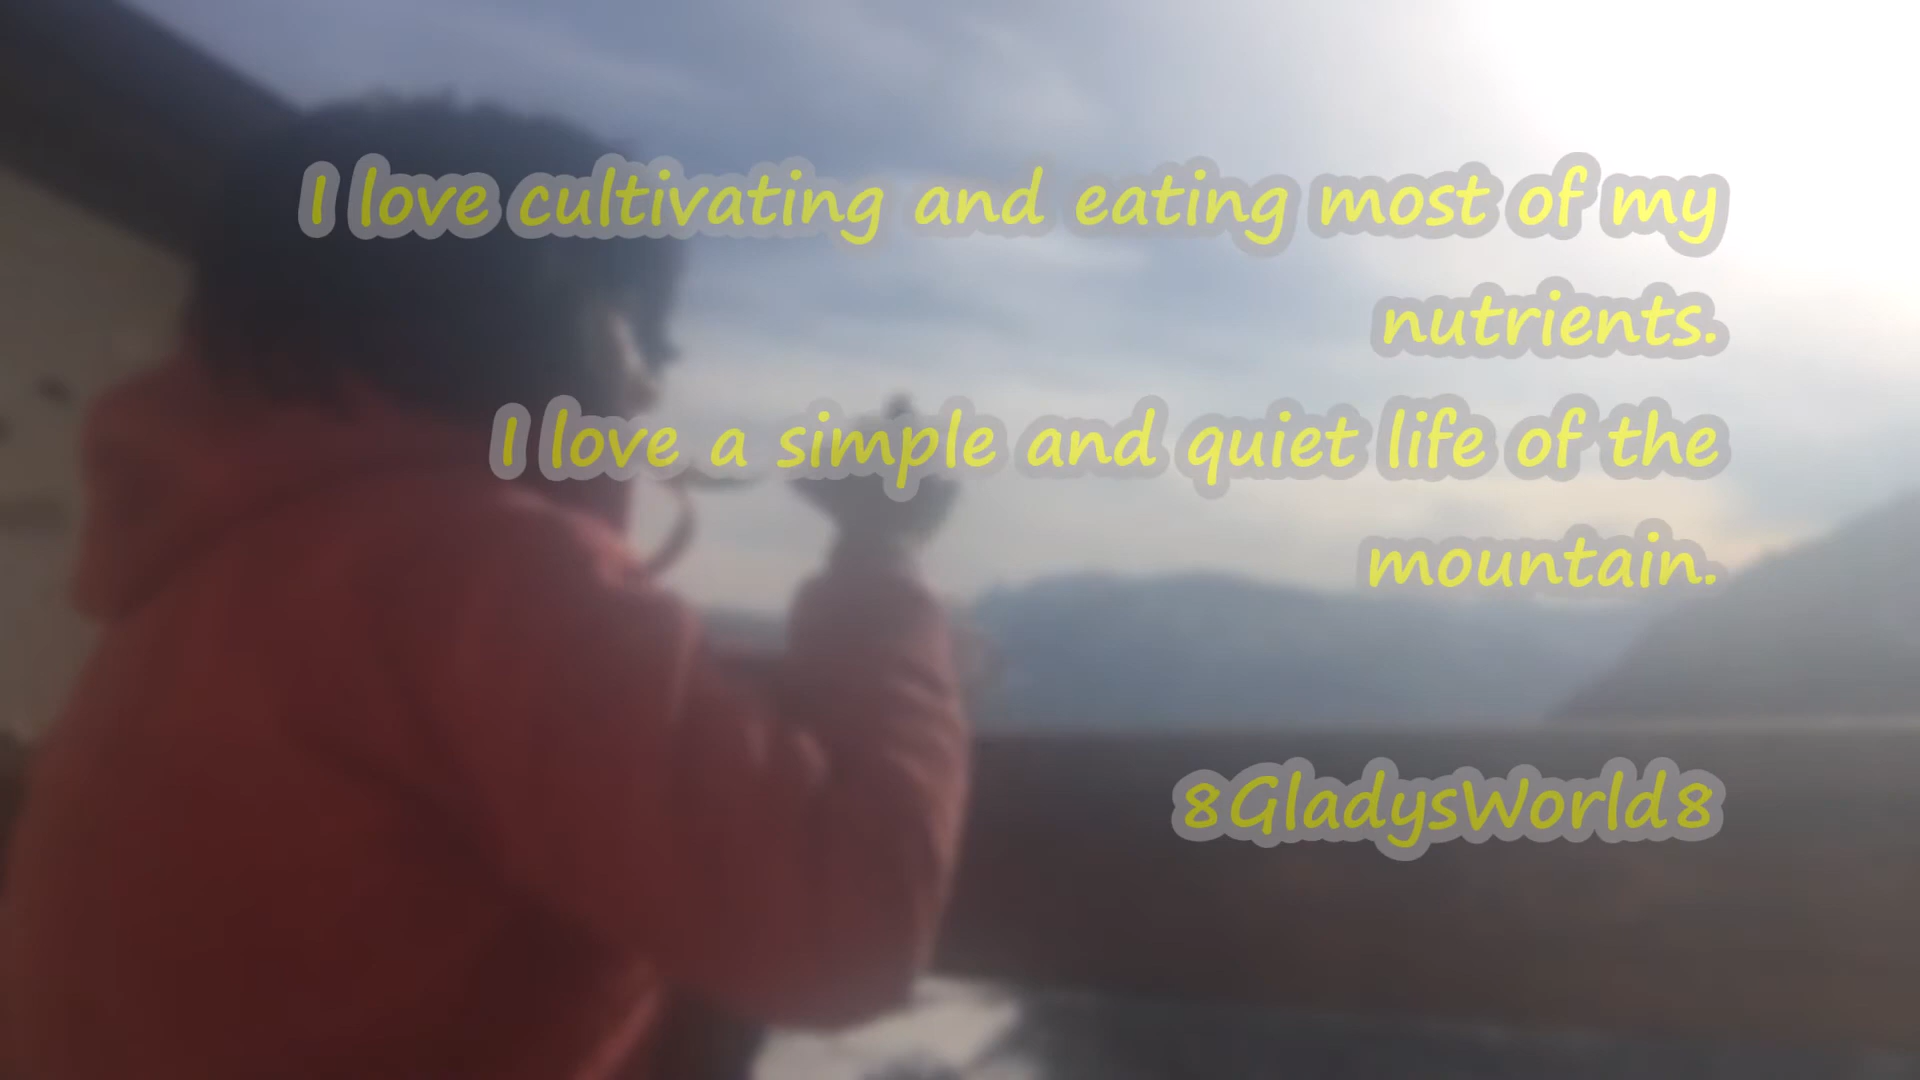 I love cultivating and eating most of my
nutrients.
I love a simple and quiet life of the
mountain.
8GladysWorld8